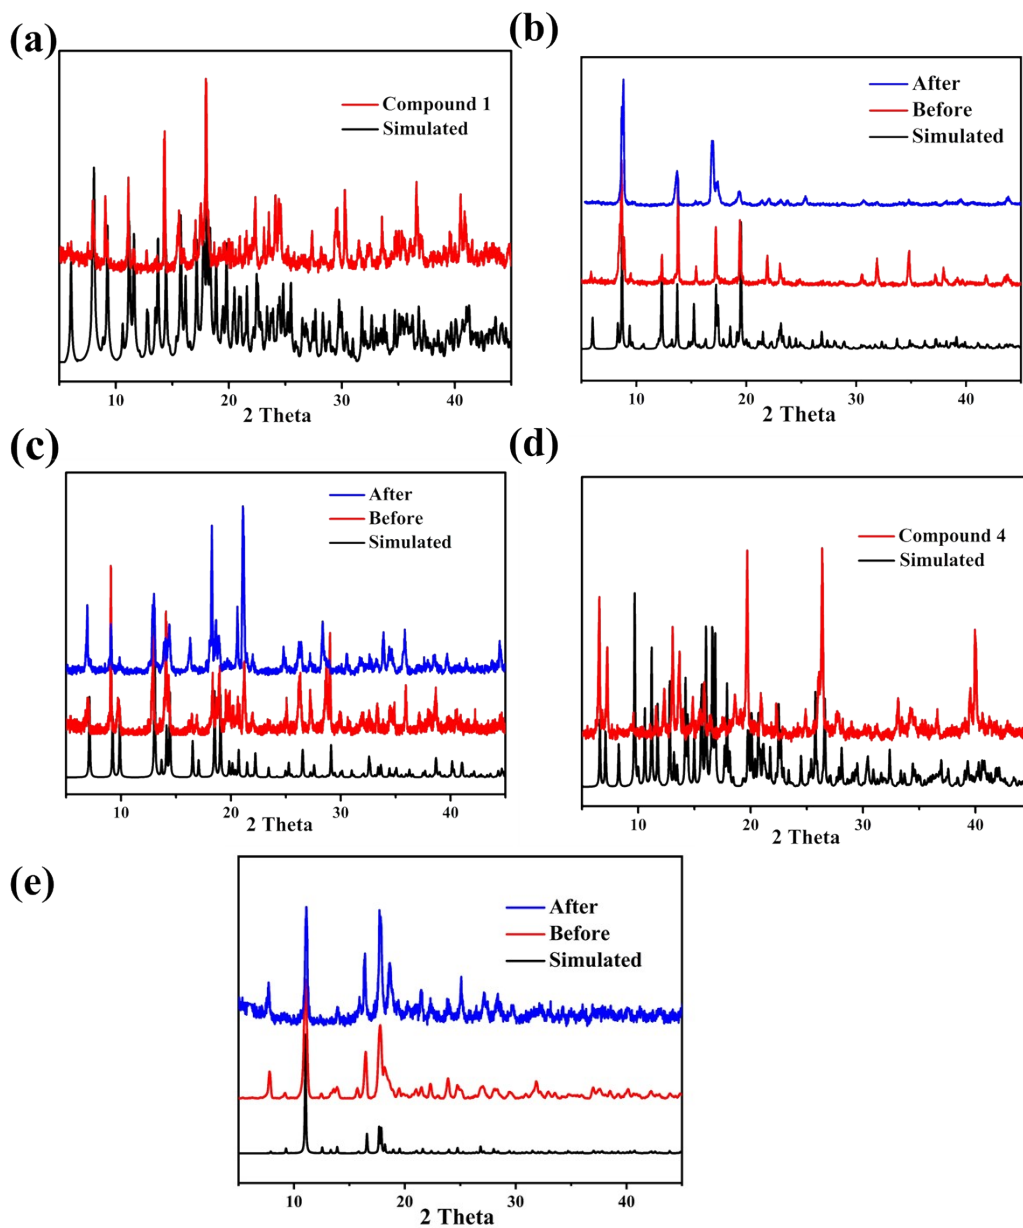 (a)
Compound 1
Simulated
10 20 30 40
2 Theta
(b)
After
Before
Simulated
10 20 30 40
2 Theta
(c)
After
Before
Simulated
10 20 30 40
2 Theta
(d)
Compound 4
Simulated
10 20 30 40
2 Theta
(e)
After
Before
Simulated
10 20 30 40
2 Theta